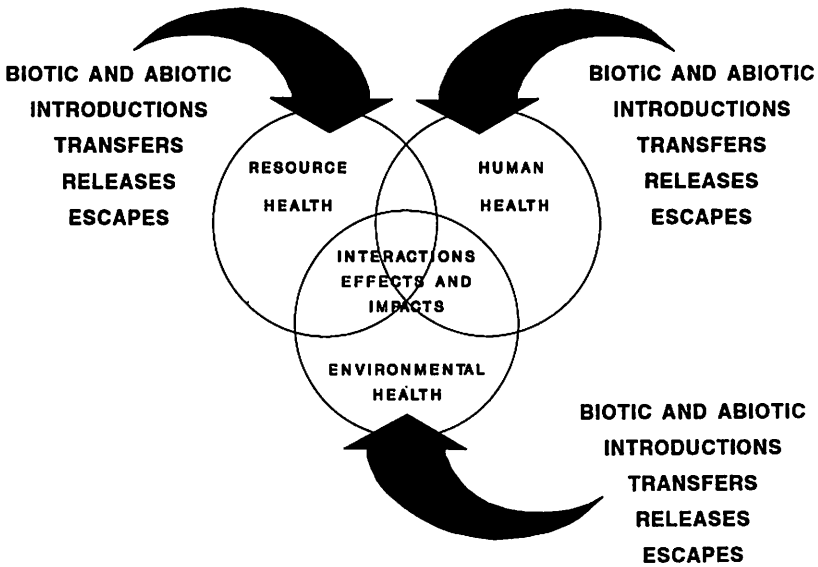 BIOTIC AND ABIOTIC
INTRODUCTIONS
TRANSFERS
RELEASES
ESCAPES
BIOTIC AND ABIOTIC
INTRODUCTIONS
TRANSFERS
RELEASES
ESCAPES
RESOURCE
HEALTH
HUMAN
HEALTH
INTERACTIONS
EFFECTS AND
IMPACTS
ENVIRONMENTAL
HEALTH
BIOTIC AND ABIOTIC
INTRODUCTIONS
TRANSFERS
RELEASES
ESCAPES